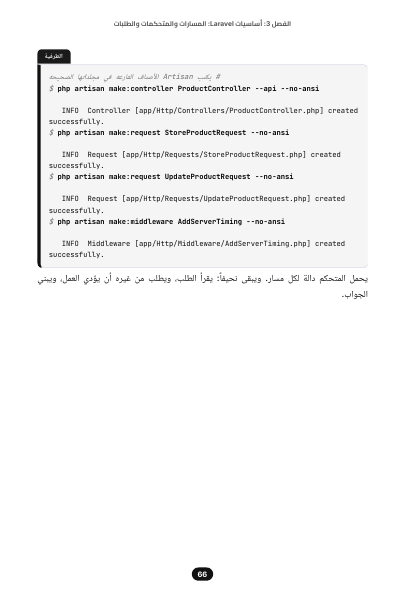 الفصل 3: أساسيات Laravel: المسارات والمتحكمات والطلبات
الطرفية
# يكتب Artisan الأصناف الفارغة في مجلداتها الصحيحة
$ php artisan make:controller ProductController --api --no-ansi
INFO  Controller [app/Http/Controllers/ProductController.php] created
successfully.
$ php artisan make:request StoreProductRequest --no-ansi
INFO  Request [app/Http/Requests/StoreProductRequest.php] created
successfully.
$ php artisan make:request UpdateProductRequest --no-ansi
INFO  Request [app/Http/Requests/UpdateProductRequest.php] created
successfully.
$ php artisan make:middleware AddServerTiming --no-ansi
INFO  Middleware [app/Http/Middleware/AddServerTiming.php] created
successfully.
يحمل المتحكم دالة لكل مسار. ويبقى نحيفاً: يقرأ الطلب، ويطلب من غيره أن يؤدي العمل، ويبني
الجواب.
66